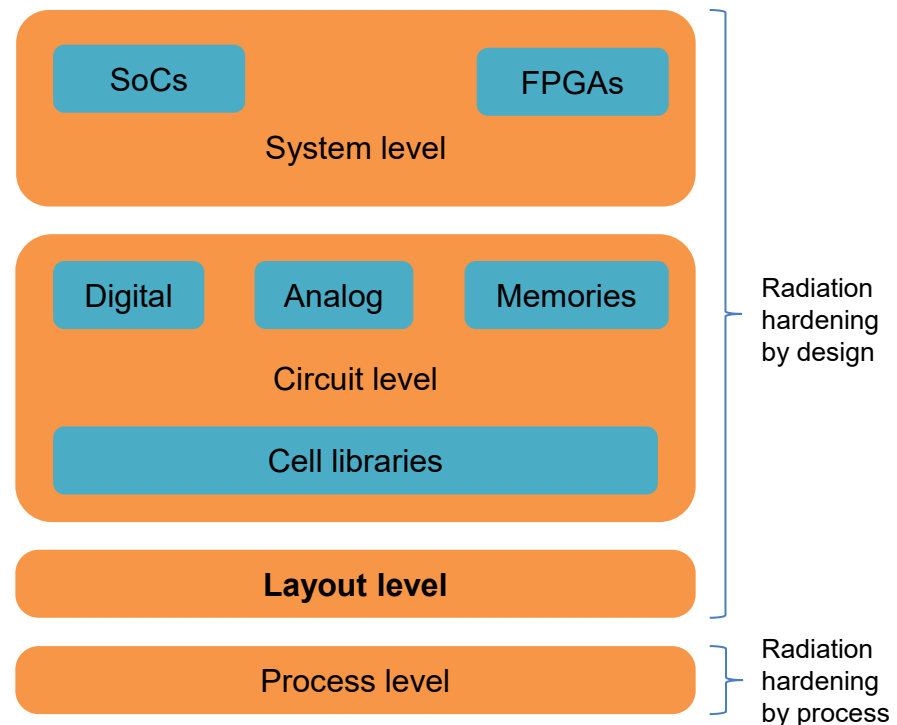 SoCs
FPGAs
System level
Digital
Analog
Memories
Circuit level
Cell libraries
Layout level
Process level
Radiation
hardening
by design
Radiation
hardening
by process